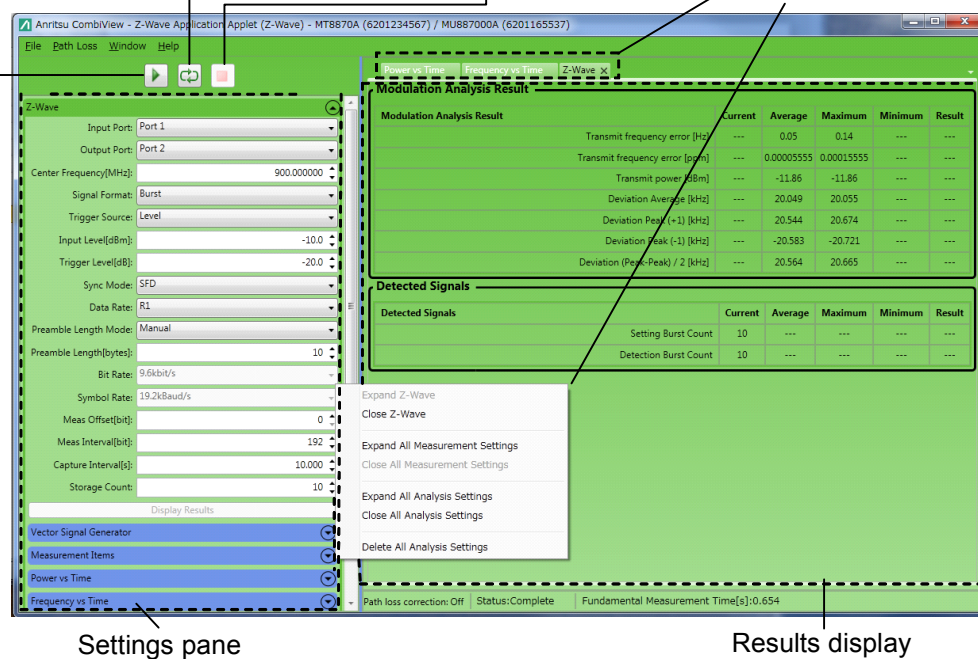 Anritsu CombiView - Z-Wave Application Applet (Z-Wave) - MT8870A (6201234567) / MU887000A (6201165537)
File Path Loss Window Help
Z-Wave
Input Port: Port 1
Output Port: Port 2
Center Frequency[MHz]: 900.000000
Signal Format: Burst
Trigger Source: Level
Input Level[dBm]: -10.0
Trigger Level[dB]: -20.0
Sync Mode: SFD
Data Rate: R1
Preamble Length Mode: Manual
Preamble Length[bytes]: 10
Bit Rate: 9.6kbit/s
Symbol Rate: 19.2kBaud/s
Meas Offset[bit]: 0
Meas Interval[bit]: 192
Capture Interval[s]: 10.000
Storage Count: 10
Display Results
Vector Signal Generator
Measurement Items
Power vs Time
Frequency vs Time
Power vs Time Frequency vs Time Z-Wave ×
Modulation Analysis Result
Modulation Analysis Result Current Average Maximum Minimum Result
Transmit frequency error [Hz] --- 0.05 0.14 --- ---
Transmit frequency error [ppm] --- 0.00005555 0.00015555 --- ---
Transmit power [dBm] --- -11.86 -11.86 --- ---
Deviation Average [kHz] --- 20.049 20.055 --- ---
Deviation Peak (+1) [kHz] --- 20.544 20.674 --- ---
Deviation Peak (-1) [kHz] --- -20.583 -20.721 --- ---
Deviation (Peak-Peak) / 2 [kHz] --- 20.564 20.665 --- ---
Detected Signals
Detected Signals Current Average Maximum Minimum Result
Setting Burst Count 10 --- --- --- ---
Detection Burst Count 10 --- --- --- ---
Expand Z-Wave
Close Z-Wave
Expand All Measurement Settings
Close All Measurement Settings
Expand All Analysis Settings
Close All Analysis Settings
Delete All Analysis Settings
Path loss correction: Off Status:Complete Fundamental Measurement Time[s]:0.654
Settings pane
Results display